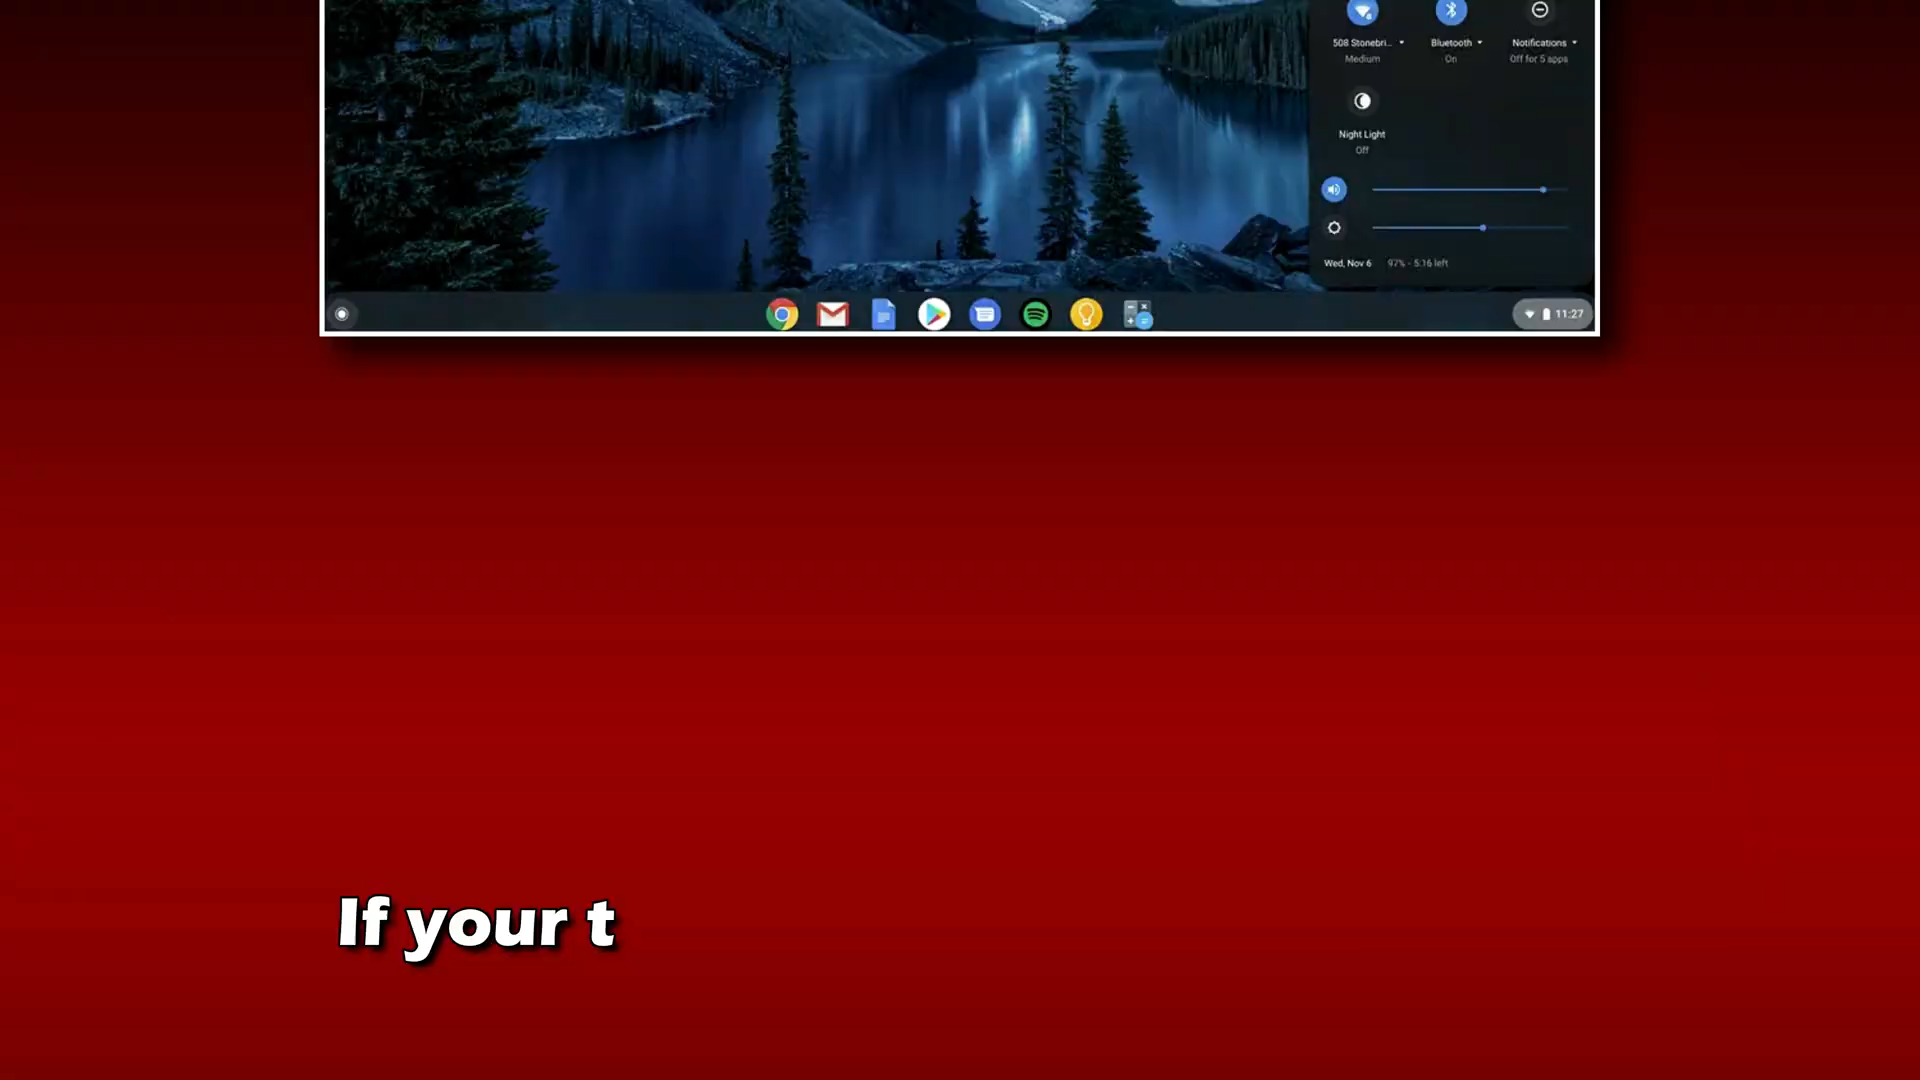 508 Stonebri... Bluetooth Notifications
Medium On Off for 5 apps
Night Light
Off
Wed, Nov 6 97% - 5:16 left
11:27
If your t